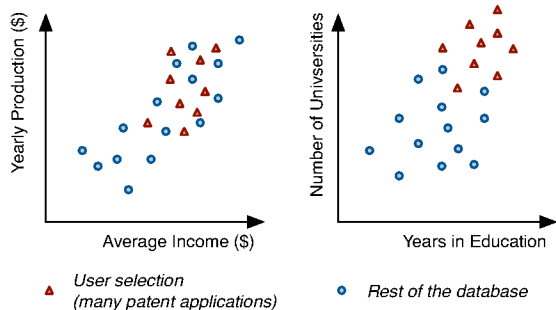 Yearly Production ($)
Average Income ($)
Number of Univsersities
Years in Education
User selection
(many patent applications)
Rest of the database